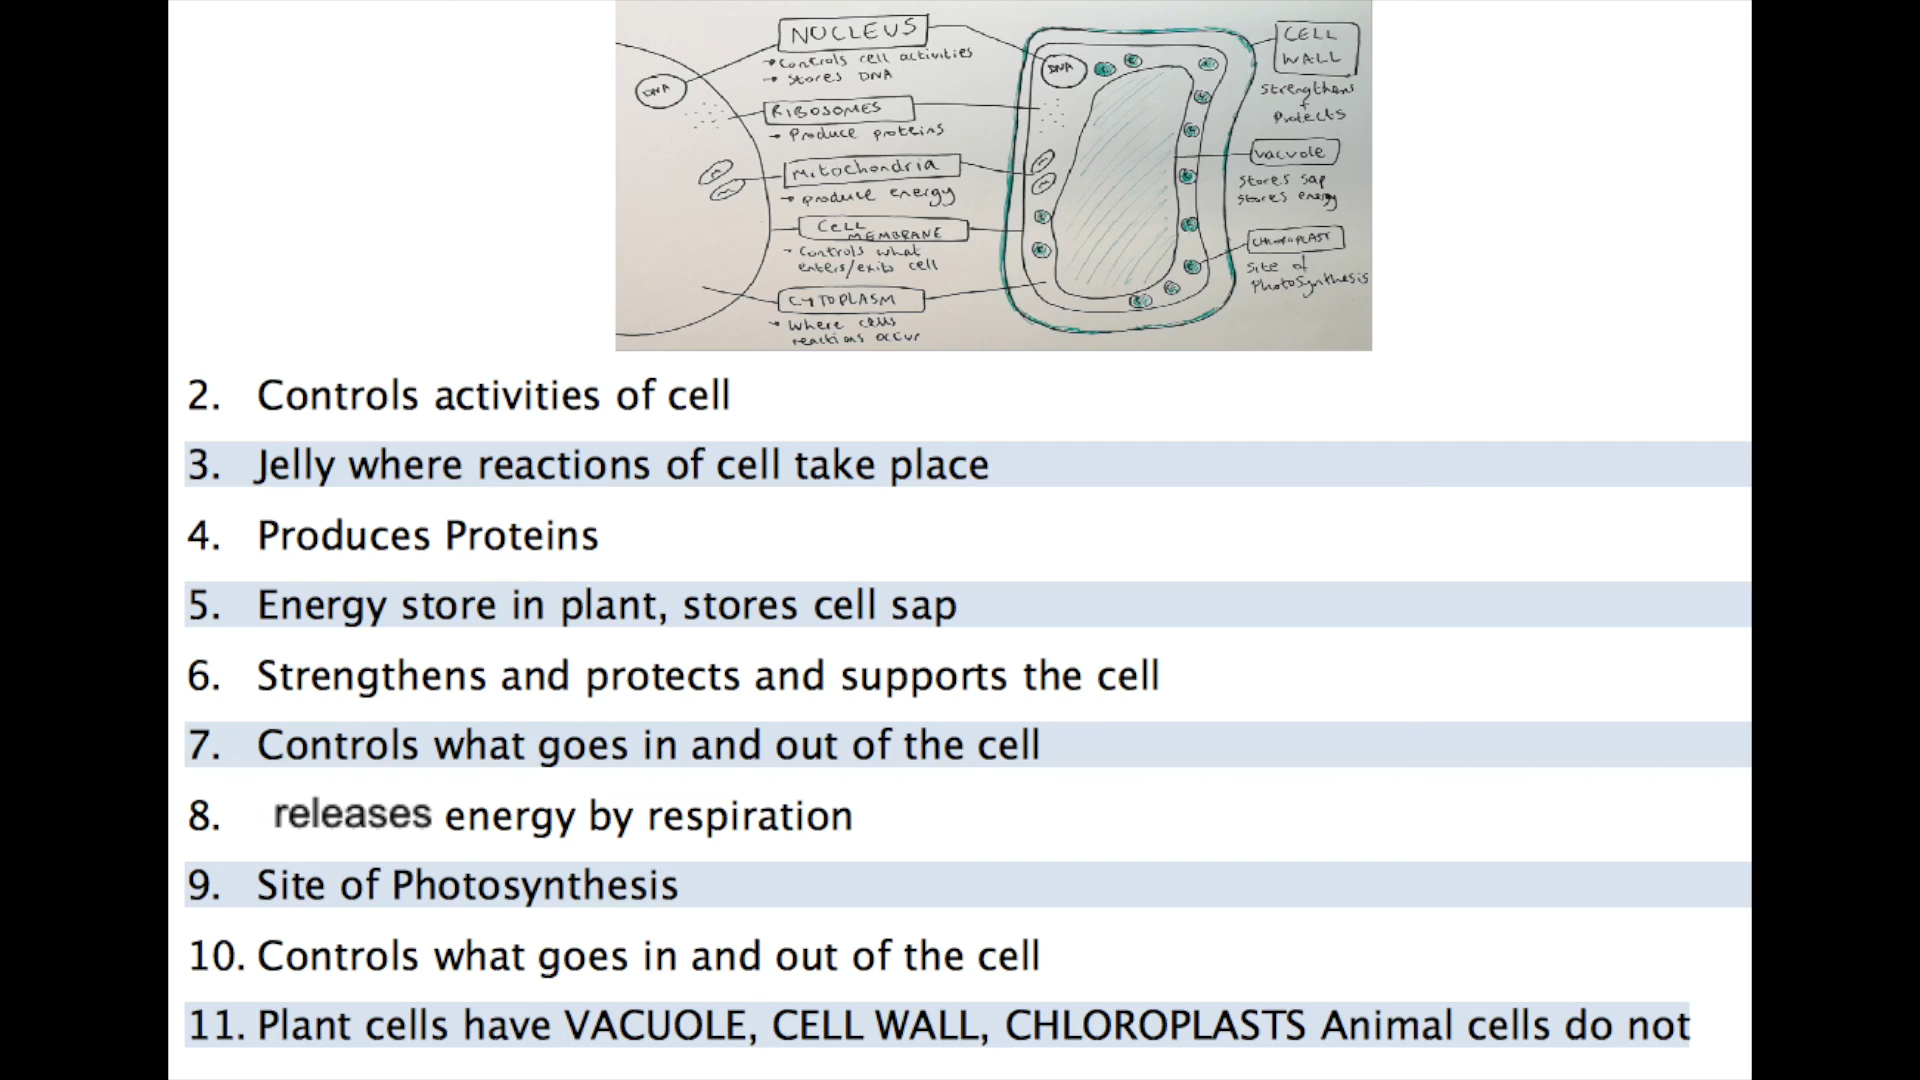 NUCLEUS
→ Controls cell activities
→ Stores DNA
DNA
RIBOSOMES
→ Produce proteins
Mitochondria
→ produce energy
CELL MEMBRANE
→ Controls what
enters/exits cell
CYTOPLASM
→ Where cells
reactions occur
DNA
CELL
WALL
Strengthens
+
Protects
Vacuole
Stores sap
Stores energy
CHLOROPLAST
Site of
Photosynthesis
2. Controls activities of cell
3. Jelly where reactions of cell take place
4. Produces Proteins
5. Energy store in plant, stores cell sap
6. Strengthens and protects and supports the cell
7. Controls what goes in and out of the cell
8. releases energy by respiration
9. Site of Photosynthesis
10. Controls what goes in and out of the cell
11. Plant cells have VACUOLE, CELL WALL, CHLOROPLASTS Animal cells do not